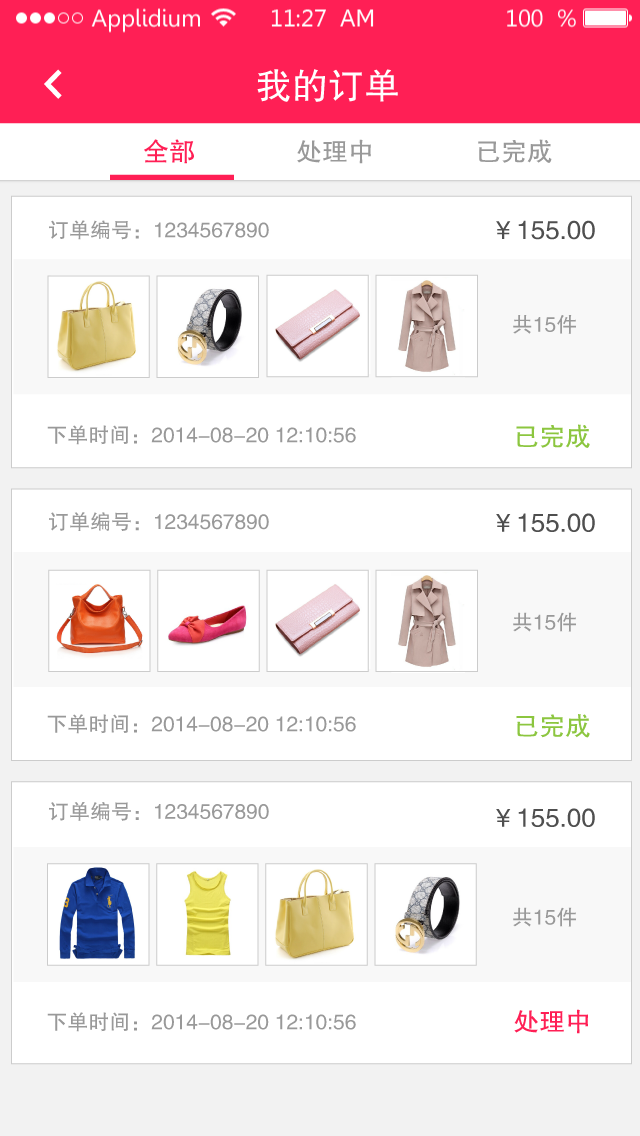 Applidium 11:27 AM 100 %
我的订单
全部 处理中 已完成
订单编号：1234567890 ¥ 155.00
共15件
下单时间：2014-08-20 12:10:56 已完成
订单编号：1234567890 ¥ 155.00
共15件
下单时间：2014-08-20 12:10:56 已完成
订单编号：1234567890 ¥ 155.00
3
共15件
下单时间：2014-08-20 12:10:56 处理中